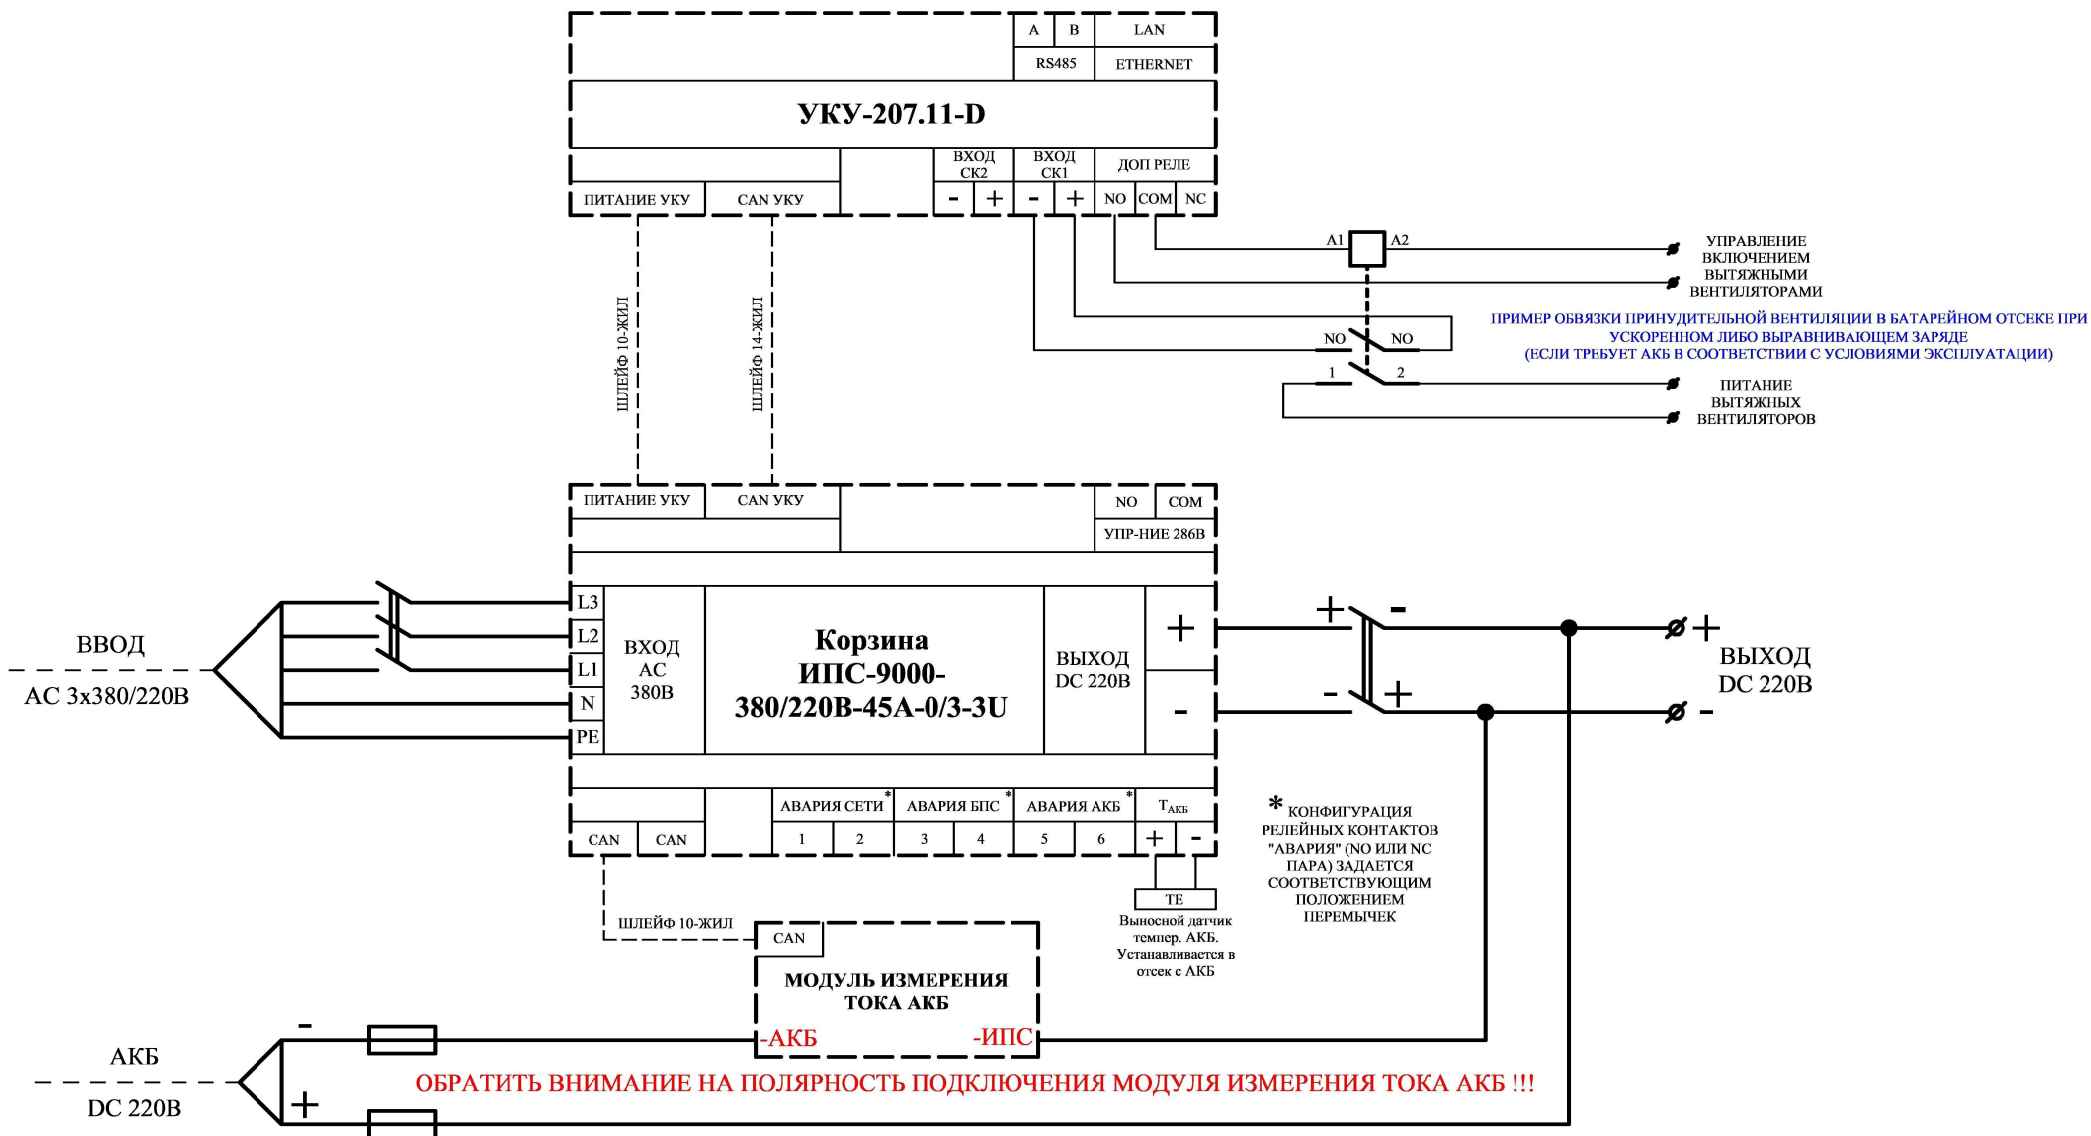 A B LAN
RS485 ETHERNET
УКУ-207.11-D
ВХОД СК2
ВХОД СК1
ДОП РЕЛЕ
ПИТАНИЕ УКУ CAN УКУ - + - + NO COM NC
A1 A2
УПРАВЛЕНИЕ
ВКЛЮЧЕНИЕМ
ВЫТЯЖНЫМИ
ВЕНТИЛЯТОРАМИ
ШЛЕЙФ 10-ЖИЛ
ШЛЕЙФ 14-ЖИЛ
ПРИМЕР ОБВЯЗКИ ПРИНУДИТЕЛЬНОЙ ВЕНТИЛЯЦИИ В БАТАРЕЙНОМ ОТСЕКЕ ПРИ
УСКОРЕННОМ ЛИБО ВЫРАВНИВАЮЩЕМ ЗАРЯДЕ
(ЕСЛИ ТРЕБУЕТ АКБ В СООТВЕТСТВИИ С УСЛОВИЯМИ ЭКСПЛУАТАЦИИ)
NO NO
1 2
ПИТАНИЕ
ВЫТЯЖНЫХ
ВЕНТИЛЯТОРОВ
ПИТАНИЕ УКУ CAN УКУ NO COM
УПР-НИЕ 286В
ВВОД
AC 3x380/220В
L3
L2
L1
N
PE
ВХОД
AC
380В
Корзина
ИПС-9000-
380/220В-45А-0/3-3U
ВЫХОД
DC 220В
+
-
+ -
- +
+
-
ВЫХОД
DC 220В
АВАРИЯ СЕТИ * АВАРИЯ БПС * АВАРИЯ АКБ * TАКБ
CAN CAN 1 2 3 4 5 6 + -
* КОНФИГУРАЦИЯ
РЕЛЕЙНЫХ КОНТАКТОВ
"АВАРИЯ" (NO ИЛИ NC
ПАРА) ЗАДАЕТСЯ
СООТВЕТСТВУЮЩИМ
ПОЛОЖЕНИЕМ
ПЕРЕМЫЧЕК
TE
Выносной датчик
темпер. АКБ.
Устанавливается в
отсек с АКБ
ШЛЕЙФ 10-ЖИЛ
CAN
МОДУЛЬ ИЗМЕРЕНИЯ
ТОКА АКБ
-АКБ -ИПС
АКБ
DC 220В
-
+
ОБРАТИТЬ ВНИМАНИЕ НА ПОЛЯРНОСТЬ ПОДКЛЮЧЕНИЯ МОДУЛЯ ИЗМЕРЕНИЯ ТОКА АКБ !!!